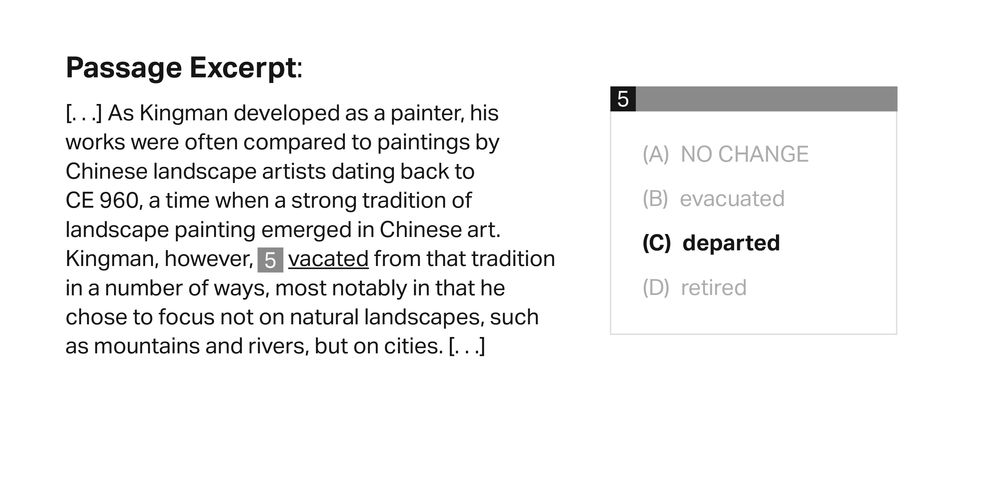 Passage Excerpt:
[. . .] As Kingman developed as a painter, his
works were often compared to paintings by
Chinese landscape artists dating back to
CE 960, a time when a strong tradition of
landscape painting emerged in Chinese art.
Kingman, however, 5 vacated from that tradition
in a number of ways, most notably in that he
chose to focus not on natural landscapes, such
as mountains and rivers, but on cities. [. . .]
5
(A) NO CHANGE
(B) evacuated
(C) departed
(D) retired